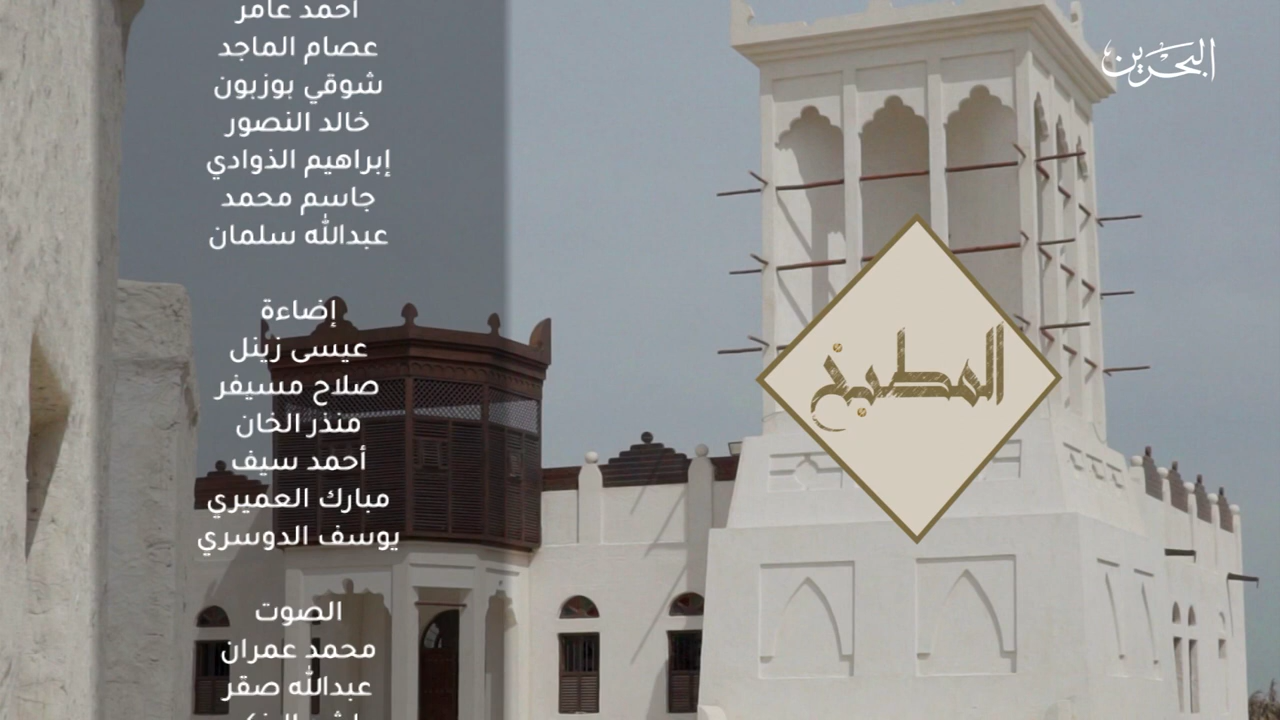 أحمد عامر
عصام الماجد
شوقي بوزبون
خالد النصور
إبراهيم الذوادي
جاسم محمد
عبدالله سلمان
إضاءة
عيسى زينل
صلاح مسيفر
منذر الخان
أحمد سيف
مبارك العميري
يوسف الدوسري
الصوت
محمد عمران
عبدالله صقر
البحرين
المطبخ